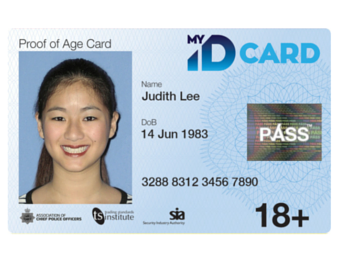 Proof of Age Card
MY
iD CARD
Name
Judith Lee
DoB
14 Jun 1983
PASS
3288 8312 3456 7890
ASSOCIATION OF
CHIEF POLICE OFFICERS
trading standards
tsi institute
sia
Security Industry Authority
18+